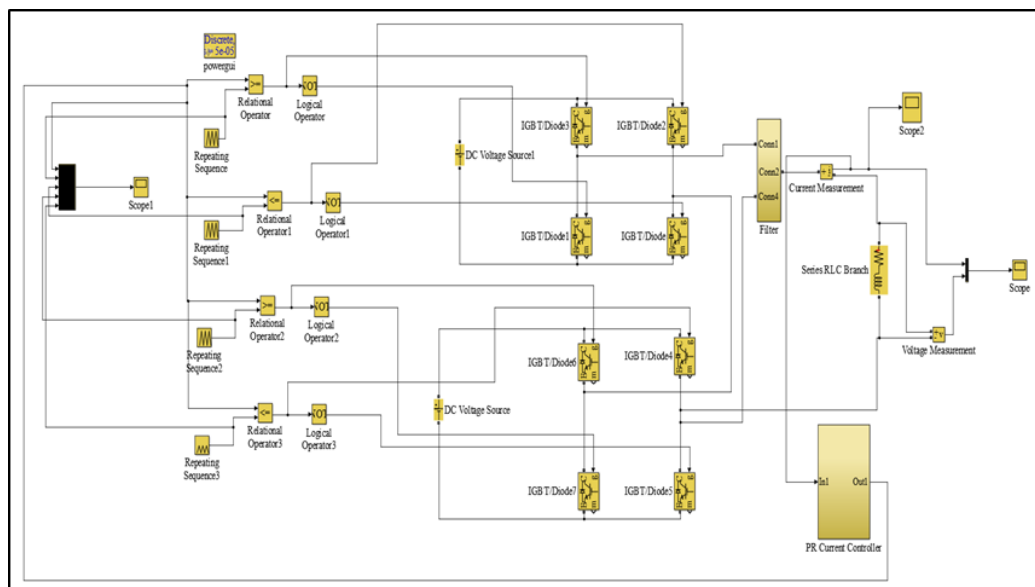 Discrete,
= 5e-05
powergui
>=
Relational
Operator
Logical
Operator
Repeating
Sequence
Scope1
<=
Relational
Operator1
Logical
Operator1
Repeating
Sequence1
>=
Relational
Operator2
Logical
Operator2
Repeating
Sequence2
<=
Relational
Operator3
Logical
Operator3
Repeating
Sequence3
IGBT/Diode3
IGBT/Diode2
DC Voltage Source1
IGBT/Diode1
IGBT/Diode
IGBT/Diode6
IGBT/Diode4
DC Voltage Source
IGBT/Diode7
IGBT/Diode5
Conn1
Conn2
Conn4
Filter
Current Measurement
Scope2
Series RLC Branch
Scope
Voltage Measurement
In1
Out1
PR Current Controller